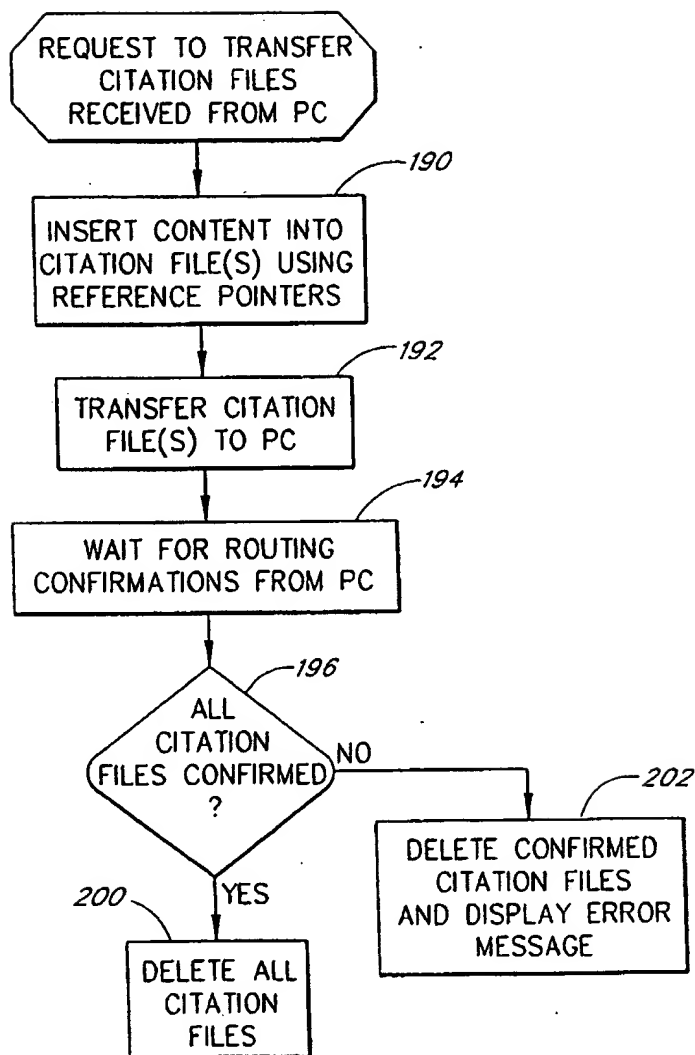 REQUEST TO TRANSFER
CITATION FILES
RECEIVED FROM PC
190
INSERT CONTENT INTO
CITATION FILE(S) USING
REFERENCE POINTERS
192
TRANSFER CITATION
FILE(S) TO PC
194
WAIT FOR ROUTING
CONFIRMATIONS FROM PC
196
ALL
CITATION
FILES CONFIRMED
?
NO
202
DELETE CONFIRMED
CITATION FILES
AND DISPLAY ERROR
MESSAGE
YES
200
DELETE ALL
CITATION
FILES